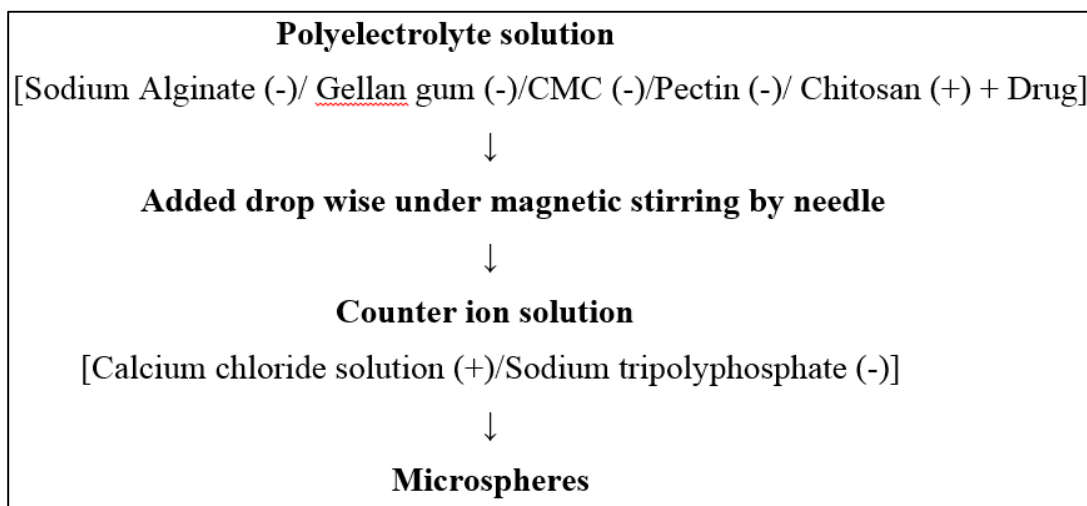 Polyelectrolyte solution
[Sodium Alginate (-)/ Gellan gum (-)/CMC (-)/Pectin (-)/ Chitosan (+) + Drug]
↓
Added drop wise under magnetic stirring by needle
↓
Counter ion solution
[Calcium chloride solution (+)/Sodium tripolyphosphate (-)]
↓
Microspheres